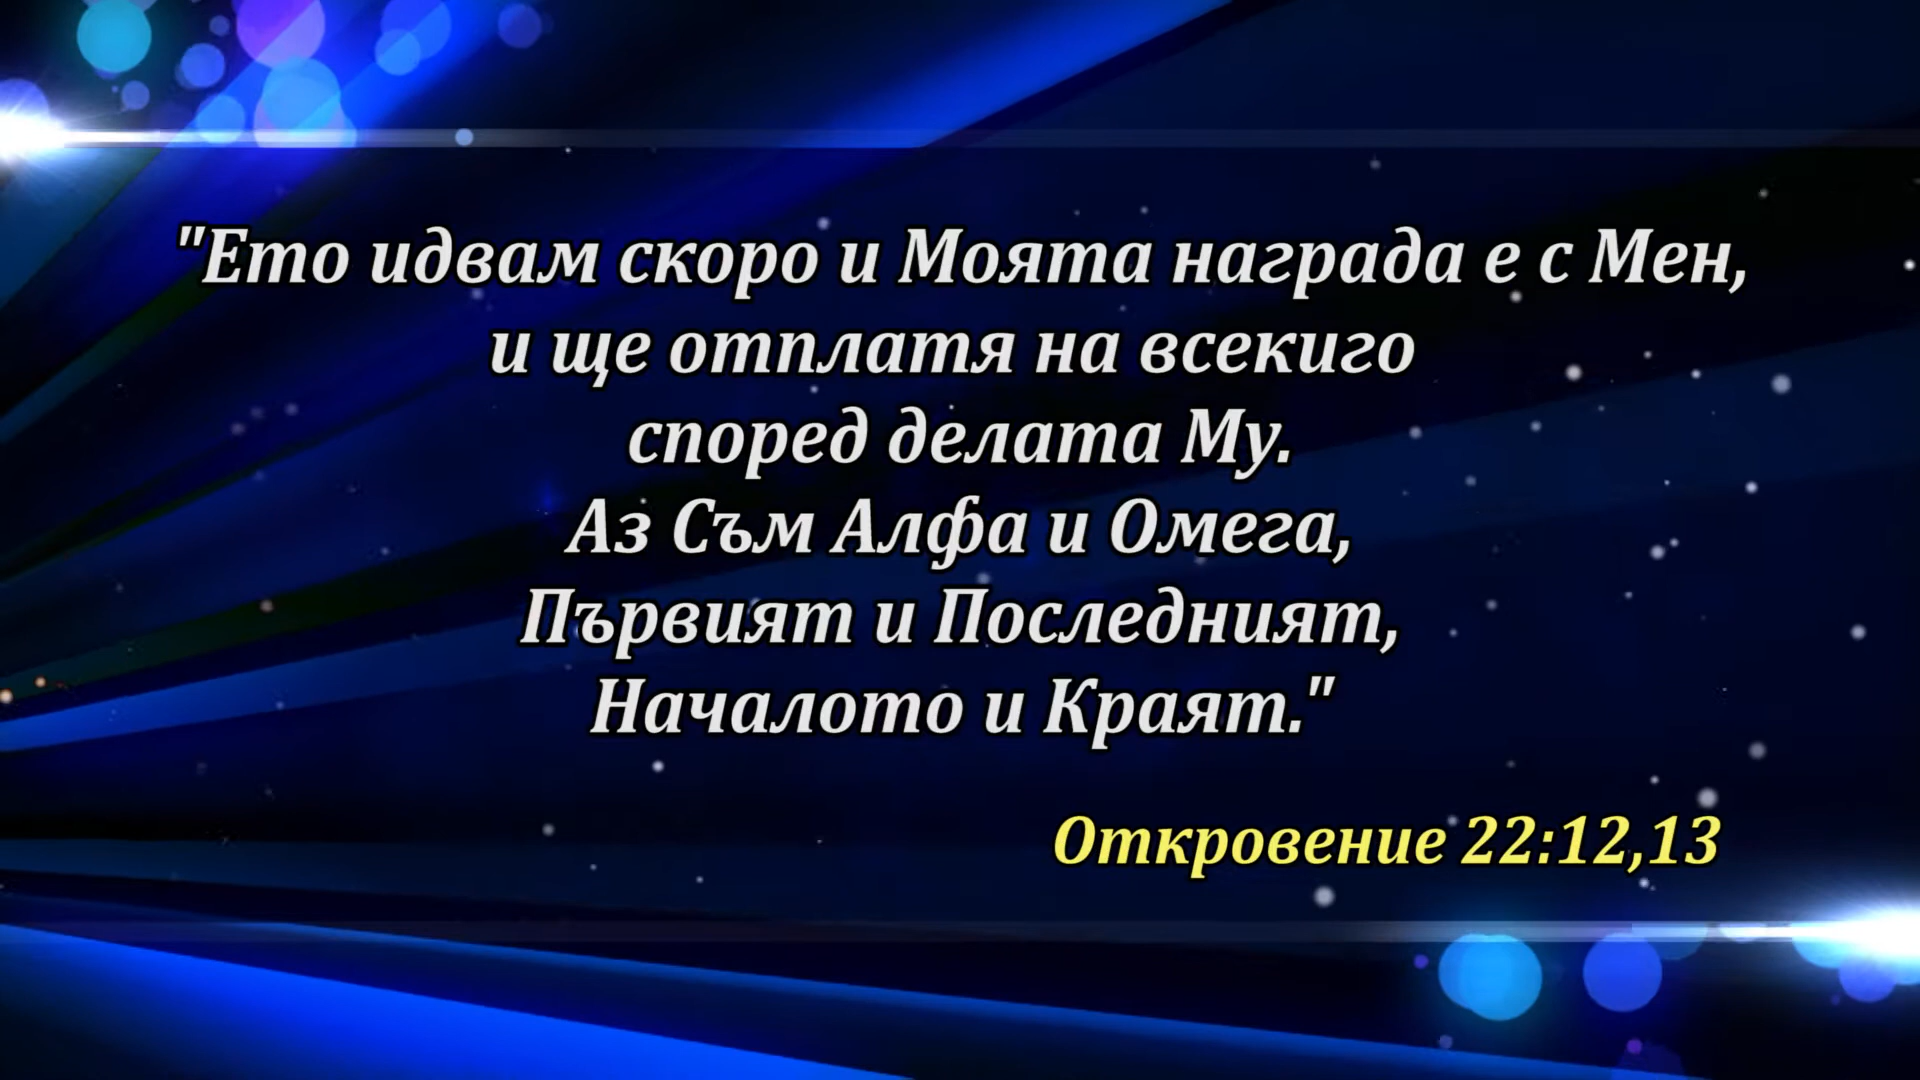 "Ето идвам скоро и Моята награда е с Мен,
и ще отплатя на всекиго
според делата Му.
Аз Съм Алфа и Омега,
Първият и Последният,
Началото и Краят."
Откровение 22:12,13